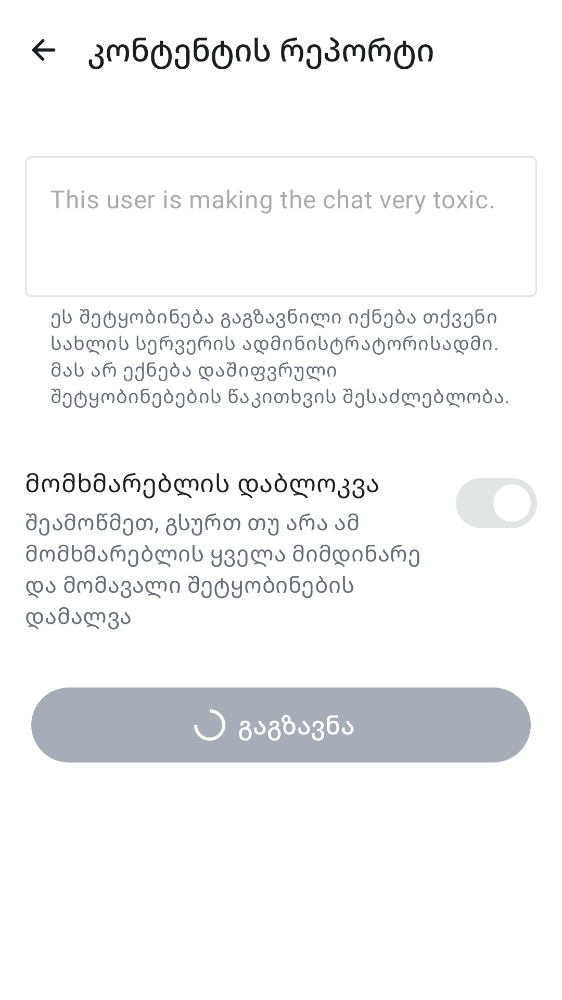 კონტენტის რეპორტი
This user is making the chat very toxic.
ეს შეტყობინება გაგზავნილი იქნება თქვენი
სახლის სერვერის ადმინისტრატორისადმი.
მას არ ექნება დაშიფვრული
შეტყობინებების წაკითხვის შესაძლებლობა.
მომხმარებლის დაბლოკვა
შეამოწმეთ, გსურთ თუ არა ამ
მომხმარებლის ყველა მიმდინარე
და მომავალი შეტყობინების
დამალვა
გაგზავნა